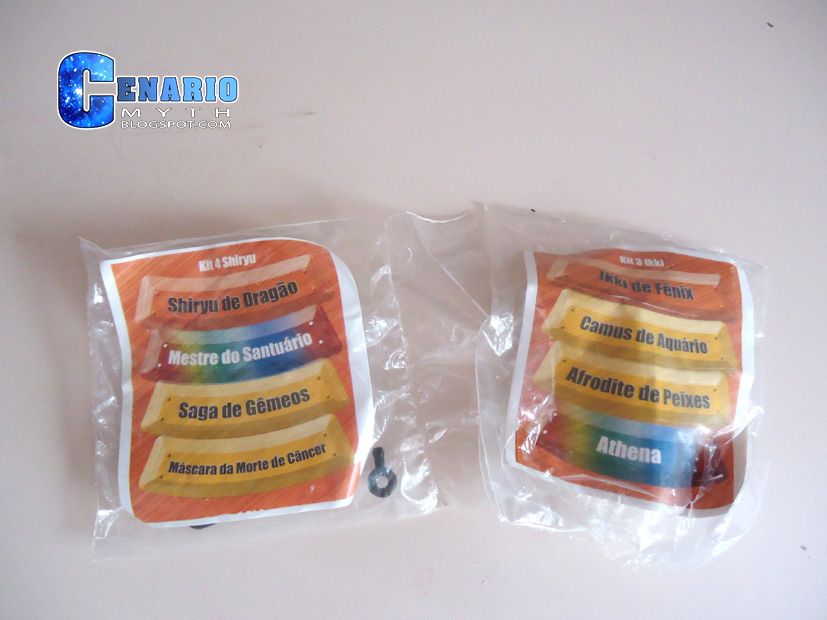 CENARIO
MYTH
BLOGSPOT.COM
Kit 4 Shiryu
Shiryu de Dragão
Mestre do Santuário
Saga de Gêmeos
Máscara da Morte de Câncer
Kit 3 Ikki
Ikki de Fênix
Camus de Aquário
Afrodite de Peixes
Athena